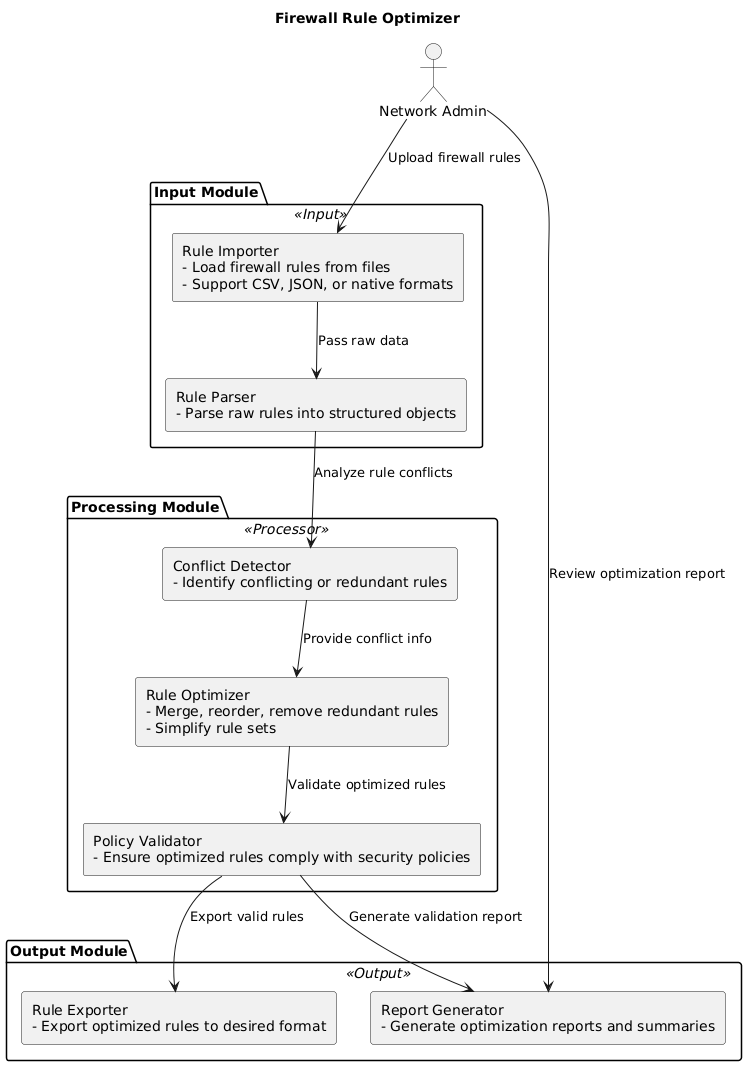 Firewall Rule Optimizer
Network Admin
Upload firewall rules
Input Module
«Input»
Rule Importer
- Load firewall rules from files
- Support CSV, JSON, or native formats
Pass raw data
Rule Parser
- Parse raw rules into structured objects
Analyze rule conflicts
Processing Module
«Processor»
Conflict Detector
- Identify conflicting or redundant rules
Review optimization report
Provide conflict info
Rule Optimizer
- Merge, reorder, remove redundant rules
- Simplify rule sets
Validate optimized rules
Policy Validator
- Ensure optimized rules comply with security policies
Export valid rules
Generate validation report
Output Module
«Output»
Rule Exporter
- Export optimized rules to desired format
Report Generator
- Generate optimization reports and summaries